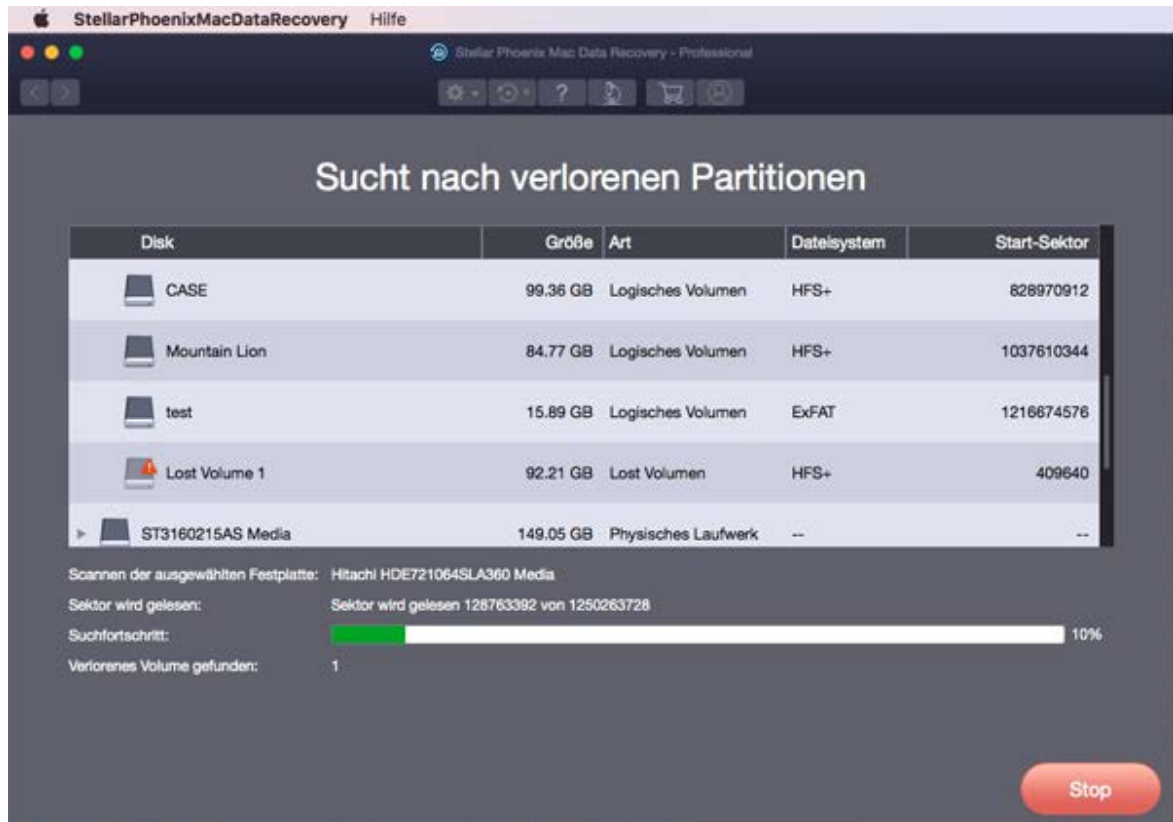 StellarPhoenixMacDataRecovery Hilfe
Stellar Phoenix Mac Data Recovery - Professional
?
Sucht nach verlorenen Partitionen
Disk Größe Art Dateisystem Start-Sektor
CASE 99.36 GB Logisches Volumen HFS+ 828970912
Mountain Lion 84.77 GB Logisches Volumen HFS+ 1037610344
test 15.89 GB Logisches Volumen ExFAT 1216674576
Lost Volume 1 92.21 GB Lost Volumen HFS+ 409640
ST3160215AS Media 149.05 GB Physisches Laufwerk -- --
Scannen der ausgewählten Festplatte: Hitachi HDE721064SLA360 Media
Sektor wird gelesen: Sektor wird gelesen 128763392 von 1250263728
Suchfortschritt: 10%
Verlorenes Volume gefunden: 1
Stop